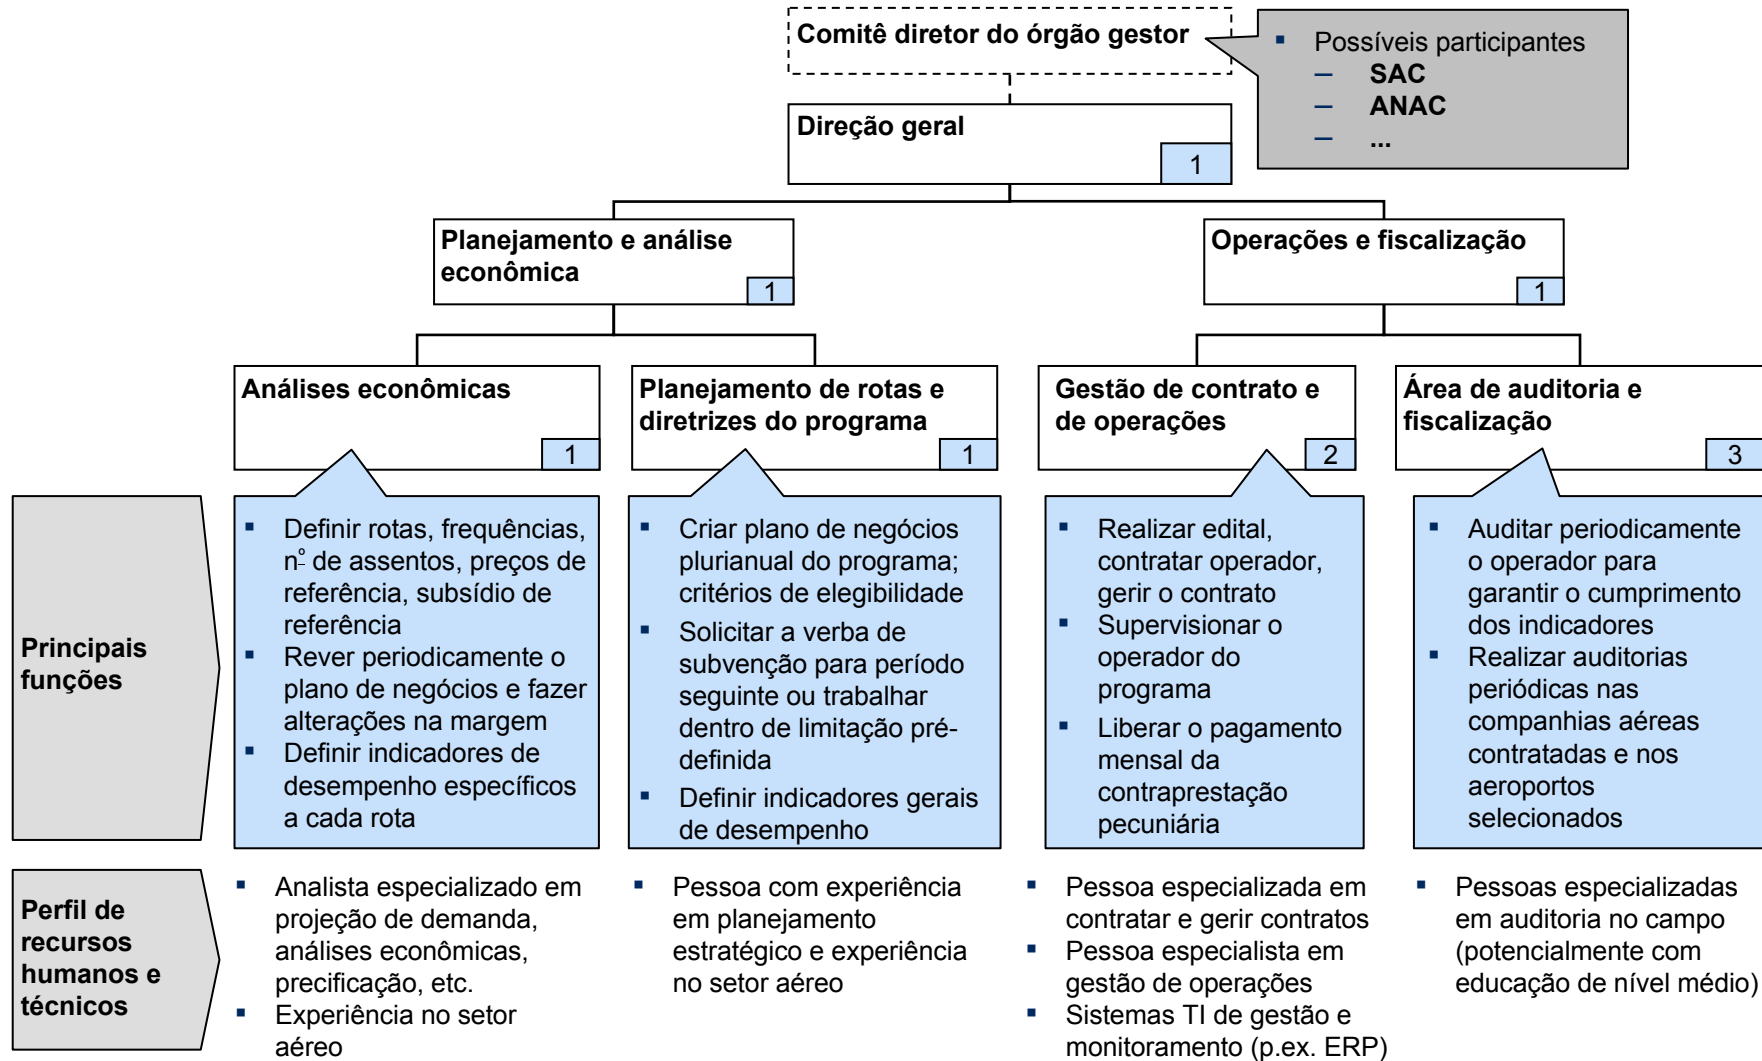 Comitê diretor do órgão gestor
▪ Possíveis participantes
– SAC
– ANAC
– ...
Direção geral
1
Planejamento e análise
econômica
1
Operações e fiscalização
1
Análises econômicas
1
Planejamento de rotas e
diretrizes do programa
1
Gestão de contrato e
de operações
2
Área de auditoria e
fiscalização
3
Principais
funções
▪ Definir rotas, frequências,
nº de assentos, preços de
referência, subsídio de
referência
▪ Rever periodicamente o
plano de negócios e fazer
alterações na margem
▪ Definir indicadores de
desempenho específicos
a cada rota
▪ Criar plano de negócios
plurianual do programa;
critérios de elegibilidade
▪ Solicitar a verba de
subvenção para período
seguinte ou trabalhar
dentro de limitação pré-
definida
▪ Definir indicadores gerais
de desempenho
▪ Realizar edital,
contratar operador,
gerir o contrato
▪ Supervisionar o
operador do
programa
▪ Liberar o pagamento
mensal da
contraprestação
pecuniária
▪ Auditar periodicamente
o operador para
garantir o cumprimento
dos indicadores
▪ Realizar auditorias
periódicas nas
companhias aéreas
contratadas e nos
aeroportos
selecionados
Perfil de
recursos
humanos e
técnicos
▪ Analista especializado em
projeção de demanda,
análises econômicas,
precificação, etc.
▪ Experiência no setor
aéreo
▪ Pessoa com experiência
em planejamento
estratégico e experiência
no setor aéreo
▪ Pessoa especializada em
contratar e gerir contratos
▪ Pessoa especialista em
gestão de operações
▪ Sistemas TI de gestão e
monitoramento (p.ex. ERP)
▪ Pessoas especializadas
em auditoria no campo
(potencialmente com
educação de nível médio)